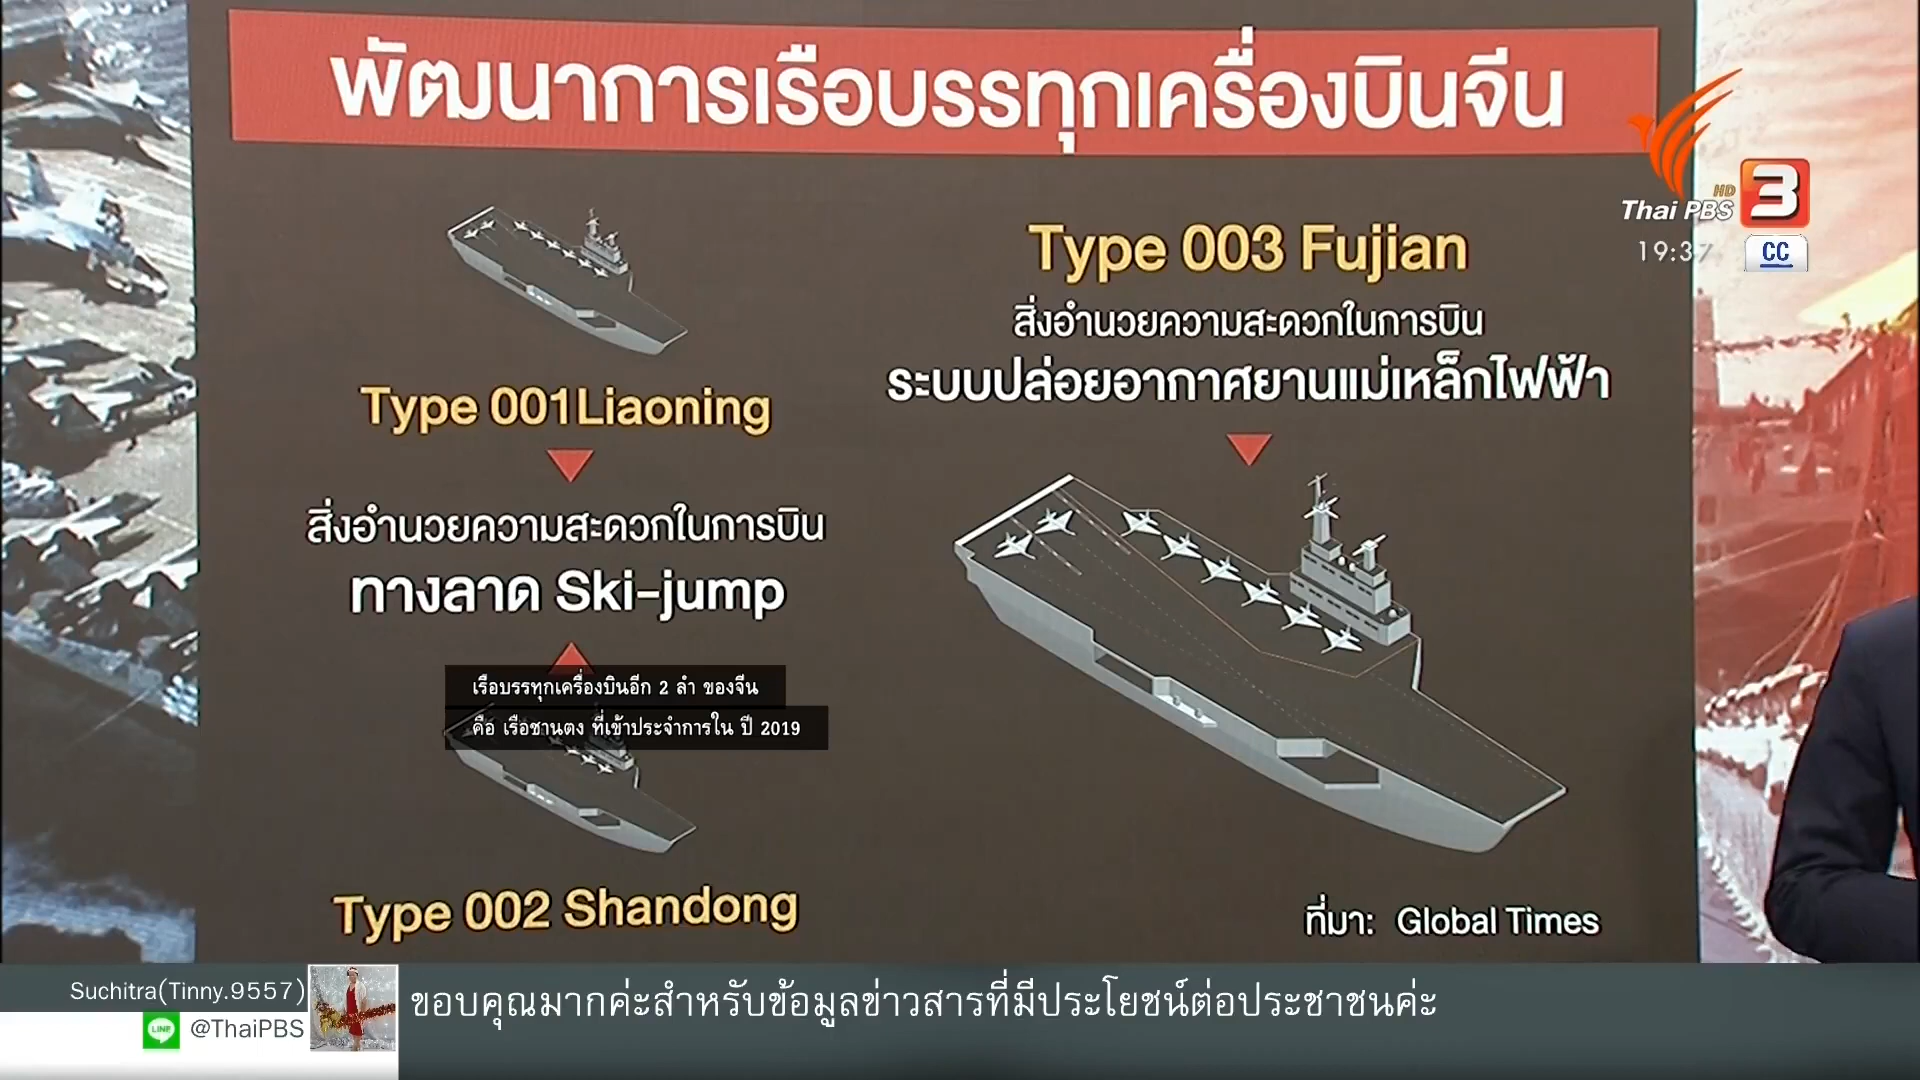 พัฒนาการเรือบรรทุกเครื่องบินจีน
HD
Thai PBS
3
19:37
CC
Type 001Liaoning
สิ่งอำนวยความสะดวกในการบิน
ทางลาด Ski-jump
เรือบรรทุกเครื่องบินอีก 2 ลำ ของจีน
คือ เรือชานตง ที่เข้าประจำการใน ปี 2019
Type 002 Shandong
Type 003 Fujian
สิ่งอำนวยความสะดวกในการบิน
ระบบปล่อยอากาศยานแม่เหล็กไฟฟ้า
ที่มา: Global Times
Suchitra(Tinny.9557)
LINE @ThaiPBS
ขอบคุณมากค่ะสำหรับข้อมูลข่าวสารที่มีประโยชน์ต่อประชาชนค่ะ